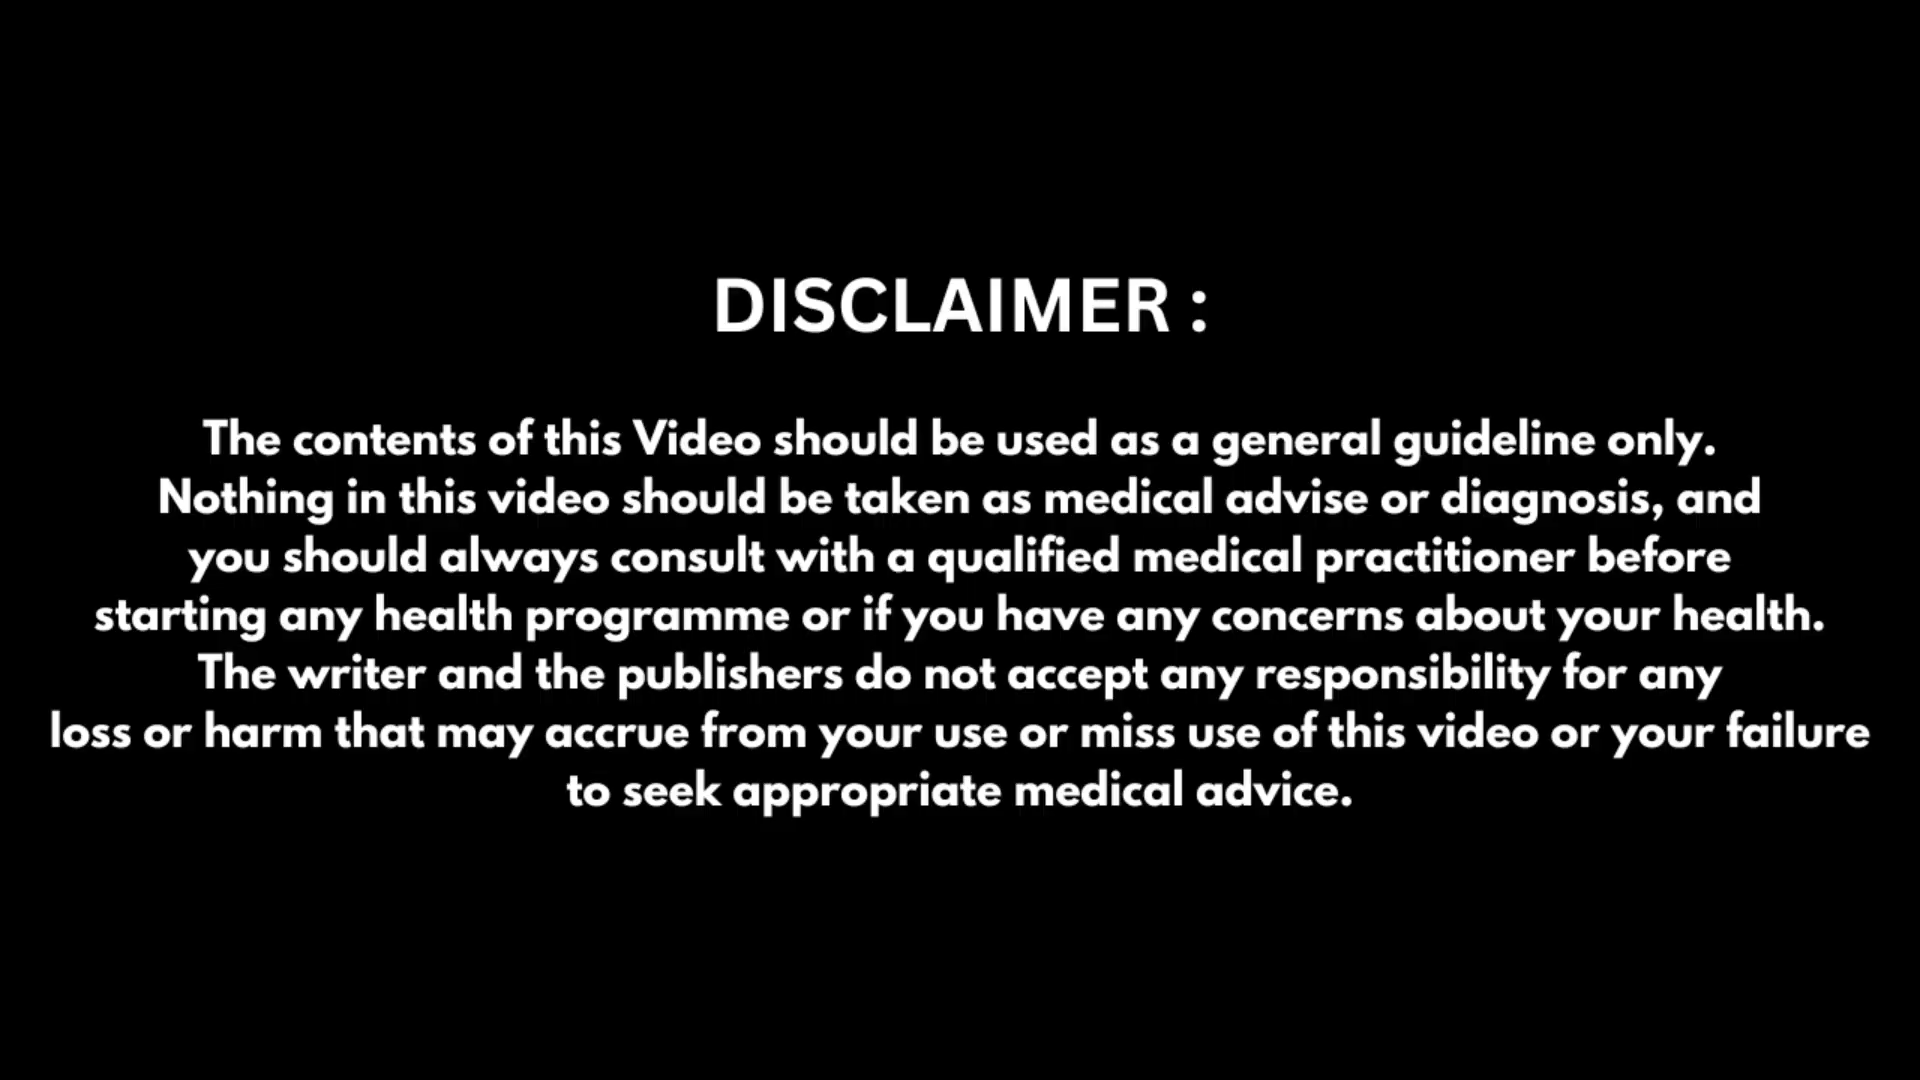 DISCLAIMER :
The contents of this Video should be used as a general guideline only.
Nothing in this video should be taken as medical advise or diagnosis, and
you should always consult with a qualified medical practitioner before
starting any health programme or if you have any concerns about your health.
The writer and the publishers do not accept any responsibility for any
loss or harm that may accrue from your use or miss use of this video or your failure
to seek appropriate medical advice.